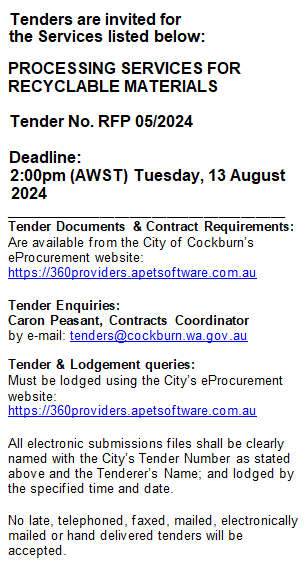 Tenders are invited for
the Services listed below:
PROCESSING SERVICES FOR
RECYCLABLE MATERIALS
Tender No. RFP 05/2024
Deadline:
2:00pm (AWST) Tuesday, 13 August
2024
Tender Documents & Contract Requirements:
Are available from the City of Cockburn's
eProcurement website:
https://360providers.apetsoftware.com.au
Tender Enquiries:
Caron Peasant, Contracts Coordinator
by e-mail: tenders@cockburn.wa.gov.au
Tender & Lodgement queries:
Must be lodged using the City's eProcurement
website:
https://360providers.apetsoftware.com.au
All electronic submissions files shall be clearly
named with the City's Tender Number as stated
above and the Tenderer's Name; and lodged by
the specified time and date.
No late, telephoned, faxed, mailed, electronically
mailed or hand delivered tenders will be
accepted.